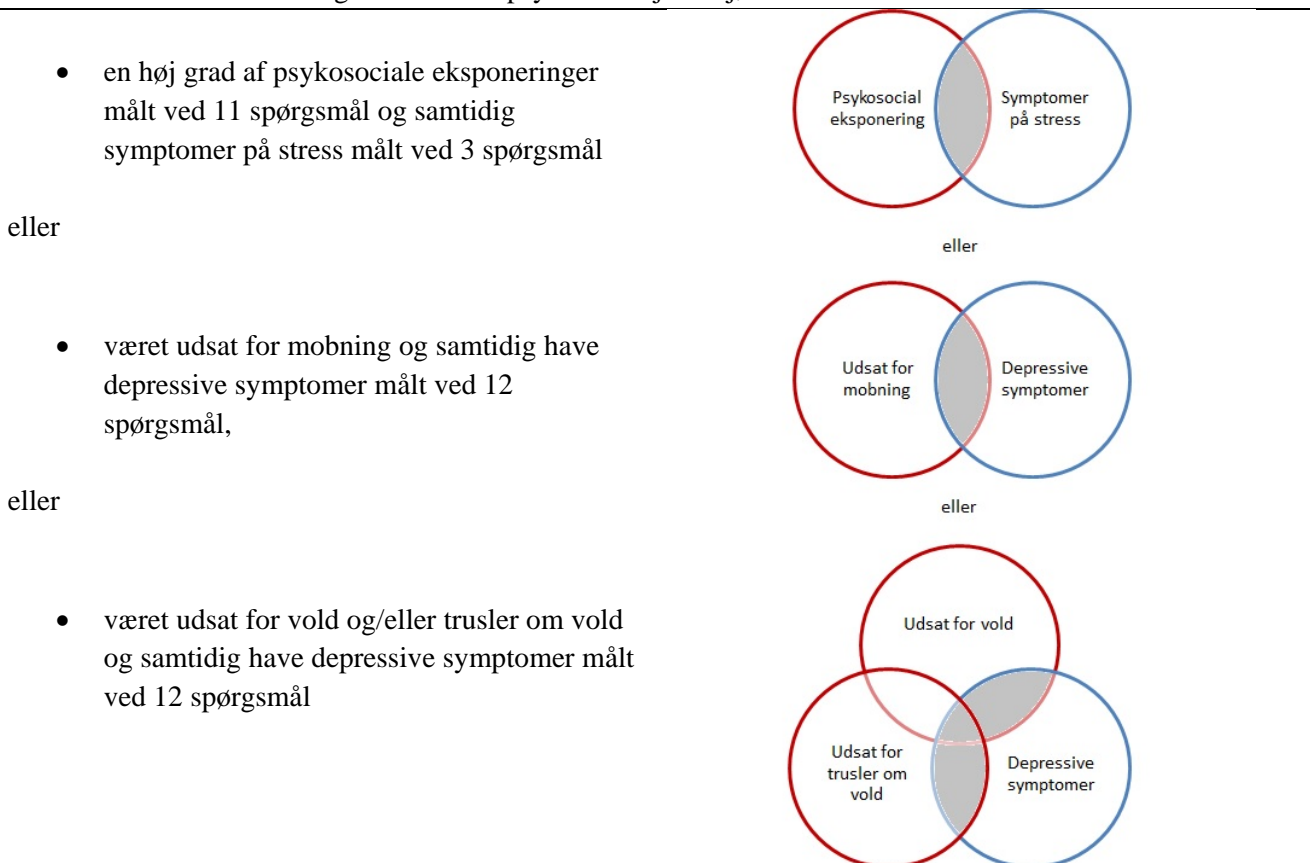 • en høj grad af psykosociale eksponeringer
målt ved 11 spørgsmål og samtidig
symptomer på stress målt ved 3 spørgsmål
Psykosocial
eksponering
Symptomer
på stress
eller
eller
• været udsat for mobning og samtidig have
depressive symptomer målt ved 12
spørgsmål,
Udsat for
mobning
Depressive
symptomer
eller
eller
• været udsat for vold og/eller trusler om vold
og samtidig have depressive symptomer målt
ved 12 spørgsmål
Udsat for vold
Udsat for
trusler om
vold
Depressive
symptomer